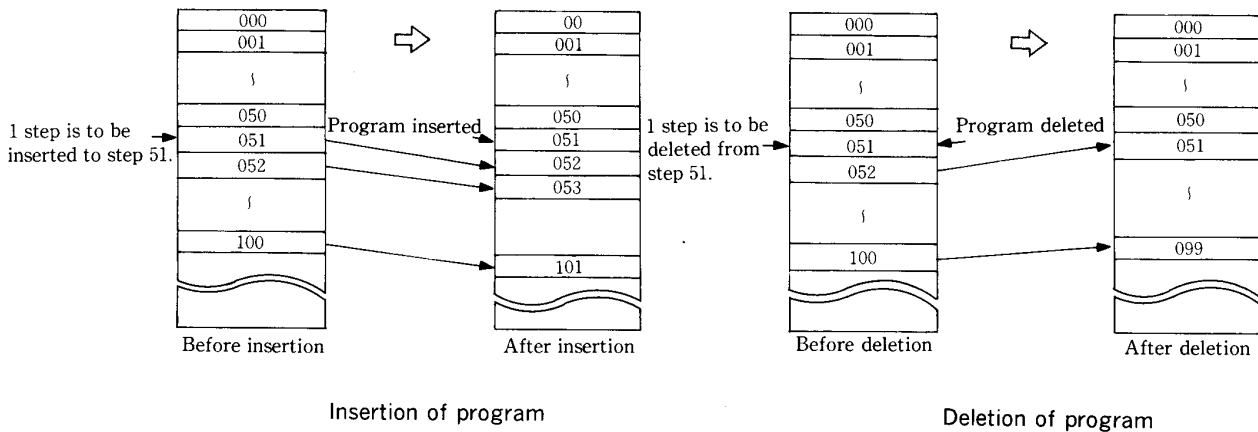 000
001
050
1 step is to be
inserted to step 51.
051
052
100
Before insertion
Program inserted
00
001
050
051
052
053
101
After insertion
Insertion of program
1 step is to be
deleted from
step 51.
000
001
050
051
052
100
Before deletion
Program deleted
000
001
050
051
099
After deletion
Deletion of program